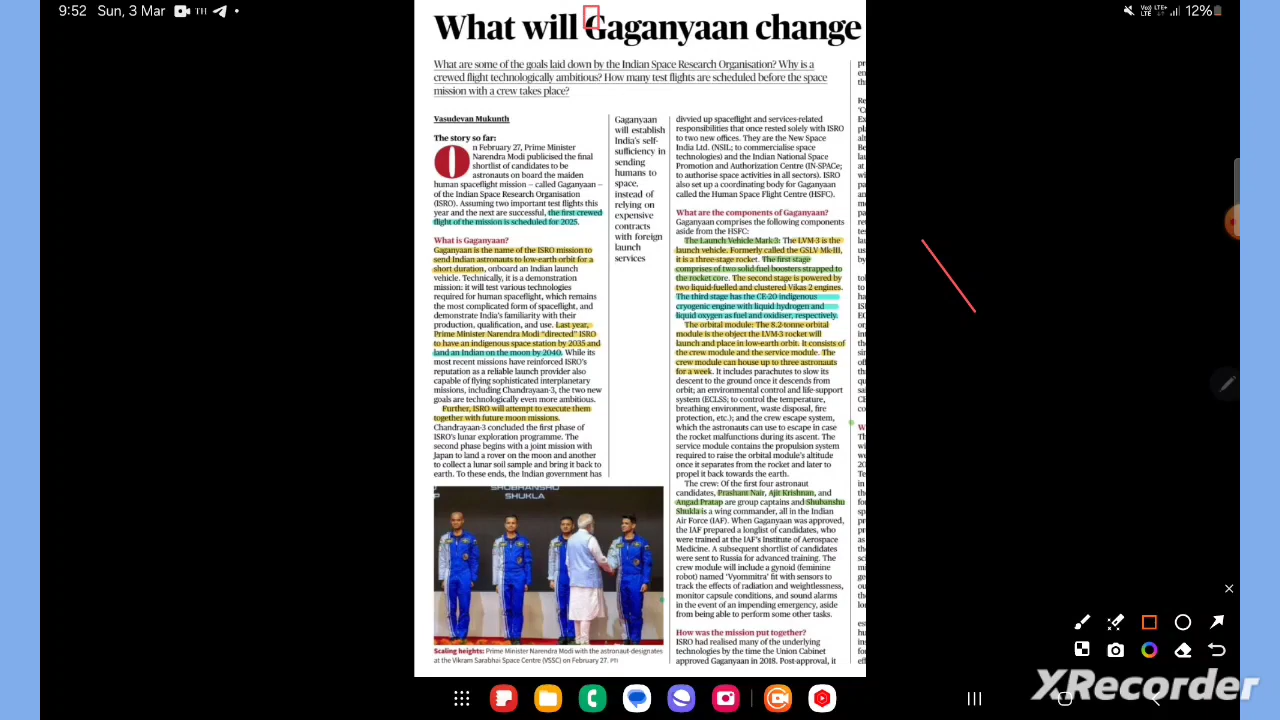 9:52 Sun, 3 Mar
12%
What will Gaganyaan change
What are some of the goals laid down by the Indian Space Research Organisation? Why is a
crewed flight technologically ambitious? How many test flights are scheduled before the space
mission with a crew takes place?
Vasudevan Mukunth
The story so far:
On February 27, Prime Minister
Narendra Modi publicised the final
shortlist of candidates to be
astronauts on board the maiden
human spaceflight mission — called Gaganyaan —
of the Indian Space Research Organisation
(ISRO). Assuming two important test flights this
year and the next are successful, the first crewed
flight of the mission is scheduled for 2025.
What is Gaganyaan?
Gaganyaan is the name of the ISRO mission to
send Indian astronauts to low-earth orbit for a
short duration, onboard an Indian launch
vehicle. Technically, it is a demonstration
mission: it will test various technologies
required for human spaceflight, which remains
the most complicated form of spaceflight, and
demonstrate India's familiarity with their
production, qualification, and use. Last year,
Prime Minister Narendra Modi "directed" ISRO
to have an indigenous space station by 2035 and
land an Indian on the moon by 2040. While its
most recent missions have reinforced ISRO's
reputation as a reliable launch provider also
capable of flying sophisticated interplanetary
missions, including Chandrayaan-3, the two new
goals are technologically even more ambitious.
Further, ISRO will attempt to execute them
together with future moon missions.
Chandrayaan-3 concluded the first phase of
ISRO's lunar exploration programme. The
second phase begins with a joint mission with
Japan to land a rover on the moon and another
to collect a lunar soil sample and bring it back to
earth. To these ends, the Indian government has
Gaganyaan
will establish
India's self-
sufficiency in
sending
humans to
space,
instead of
relying on
expensive
contracts
with foreign
launch
services
SHUBHANSHU
SHUKLA
Scaling heights: Prime Minister Narendra Modi with the astronaut-designates
at the Vikram Sarabhai Space Centre (VSSC) on February 27. PTI
divvied up spaceflight and services-related
responsibilities that once rested solely with ISRO
to two new offices. They are the New Space
India Ltd. (NSIL; to commercialise space
technologies) and the Indian National Space
Promotion and Authorization Centre (IN-SPACe;
to authorise space activities in all sectors). ISRO
also set up a coordinating body for Gaganyaan
called the Human Space Flight Centre (HSFC).
What are the components of Gaganyaan?
Gaganyaan comprises the following components
aside from the HSFC:
The Launch Vehicle Mark 3: The LVM-3 is the
launch vehicle. Formerly called the GSLV Mk-III,
it is a three-stage rocket. The first stage
comprises of two solid-fuel boosters strapped to
the rocket core. The second stage is powered by
two liquid-fuelled and clustered Vikas 2 engines.
The third stage has the CE-20 indigenous
cryogenic engine with liquid hydrogen and
liquid oxygen as fuel and oxidiser, respectively.
The orbital module: The 8.2-tonne orbital
module is the object the LVM-3 rocket will
launch and place in low-earth orbit. It consists of
the crew module and the service module. The
crew module can house up to three astronauts
for a week. It includes parachutes to slow its
descent to the ground once it descends from
orbit; an environmental control and life-support
system (ECLSS; to control the temperature,
breathing environment, waste disposal, fire
protection, etc.); and the crew escape system,
which the astronauts can use to escape in case
the rocket malfunctions during its ascent. The
service module contains the propulsion system
required to raise the orbital module's altitude
once it separates from the rocket and later to
propel it back towards the earth.
The crew: Of the first four astronaut
candidates, Prashant Nair, Ajit Krishnan, and
Angad Pratap are group captains and Shubanshu
Shukla is a wing commander, all in the Indian
Air Force (IAF). When Gaganyaan was approved,
the IAF prepared a longlist of candidates, who
were trained at the IAF's Institute of Aerospace
Medicine. A subsequent shortlist of candidates
were sent to Russia for advanced training. The
crew module will include a gynoid (feminine
robot) named 'Vyommitra' fit with sensors to
track the effects of radiation and weightlessness,
monitor capsule conditions, and sound alarms
in the event of an impending emergency, aside
from being able to perform some other tasks.
How was the mission put together?
ISRO had realised many of the underlying
technologies by the time the Union Cabinet
approved Gaganyaan in 2018. Post-approval, it
XRecorder